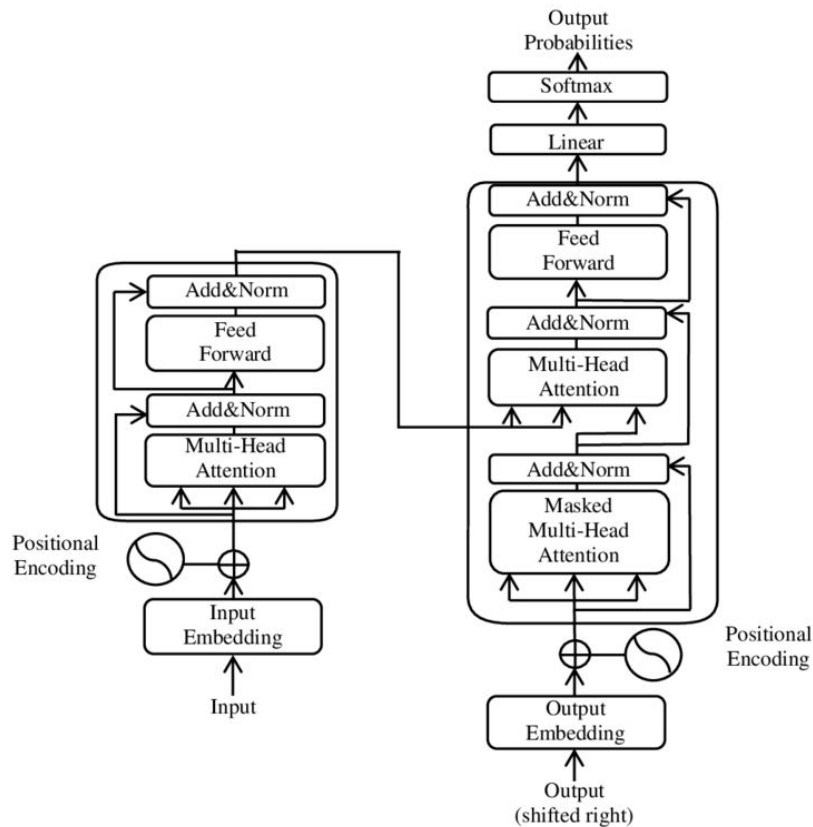 Output
Probabilities
Softmax
Linear
Add&Norm
Feed
Forward
Add&Norm
Multi-Head
Attention
Add&Norm
Masked
Multi-Head
Attention
Positional
Encoding
Output
Embedding
Output
(shifted right)
Add&Norm
Feed
Forward
Add&Norm
Multi-Head
Attention
Positional
Encoding
Input
Embedding
Input